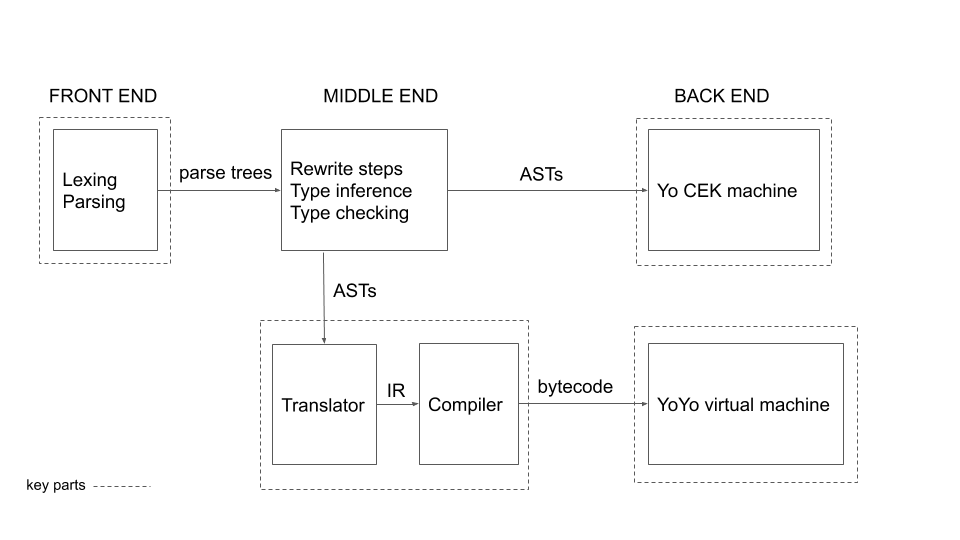 FRONT END
MIDDLE END
BACK END
Lexing
Parsing
parse trees
Rewrite steps
Type inference
Type checking
ASTs
Yo CEK machine
ASTs
Translator
IR
Compiler
bytecode
YoYo virtual machine
key parts